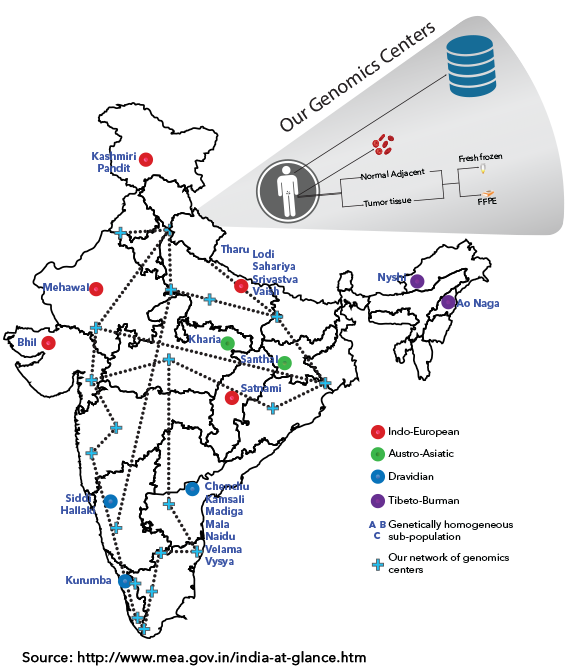 Our Genomics Centers
Fresh frozen
Normal Adjacent
Tumor tissue
FFPE
Kashmiri
Pandit
Tharu
Lodi
Sahariya
Srivastva
Vaish
Mehawal
Nyshi
Ao Naga
Bhil
Kharia
Santhal
Satnami
Siddi
Hallaki
Chenchu
Kamsali
Madiga
Mala
Naidu
Velama
Vysya
Kurumba
Indo-European
Austro-Asiatic
Dravidian
Tibeto-Burman
A B
C
Genetically homogeneous
sub-population
Our network of genomics
centers
Source: http://www.mea.gov.in/india-at-glance.htm